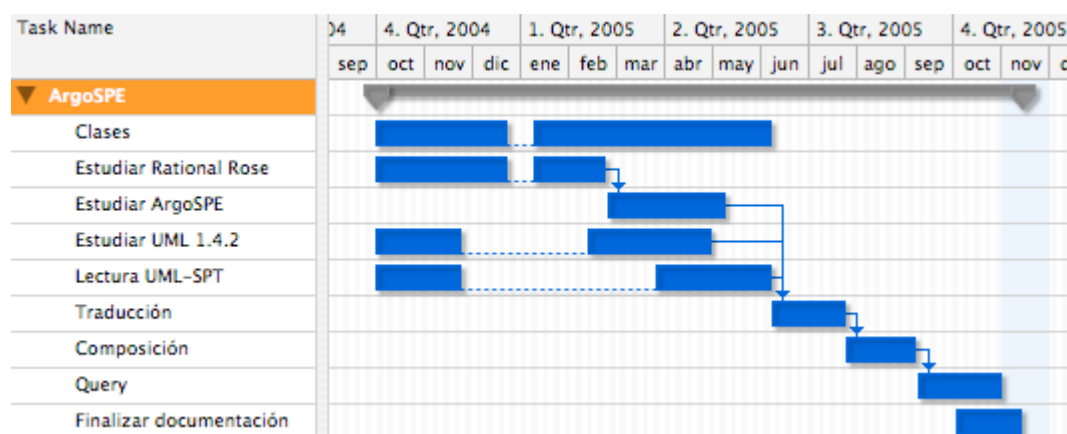 Task Name 04 4. Qtr, 2004 1. Qtr, 2005 2. Qtr, 2005 3. Qtr, 2005 4. Qtr, 2005
sep oct nov dic ene feb mar abr may jun jul ago sep oct nov
ArgoSPE
Clases
Estudiar Rational Rose
Estudiar ArgoSPE
Estudiar UML 1.4.2
Lectura UML-SPT
Traducción
Composición
Query
Finalizar documentación